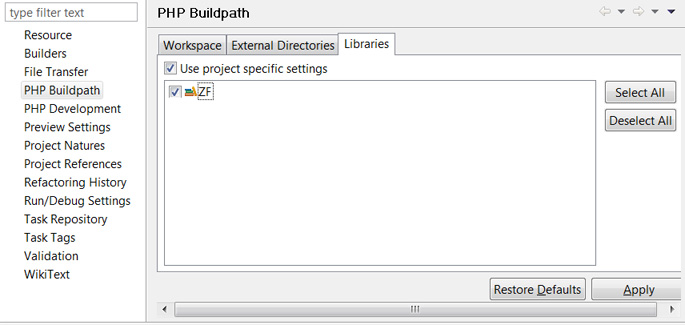 type filter text
Resource
Builders
File Transfer
PHP Buildpath
PHP Development
Preview Settings
Project Natures
Project References
Refactoring History
Run/Debug Settings
Task Repository
Task Tags
Validation
WikiText
PHP Buildpath
Workspace
External Directories
Libraries
Use project specific settings
ZF
Select All
Deselect All
Restore Defaults
Apply